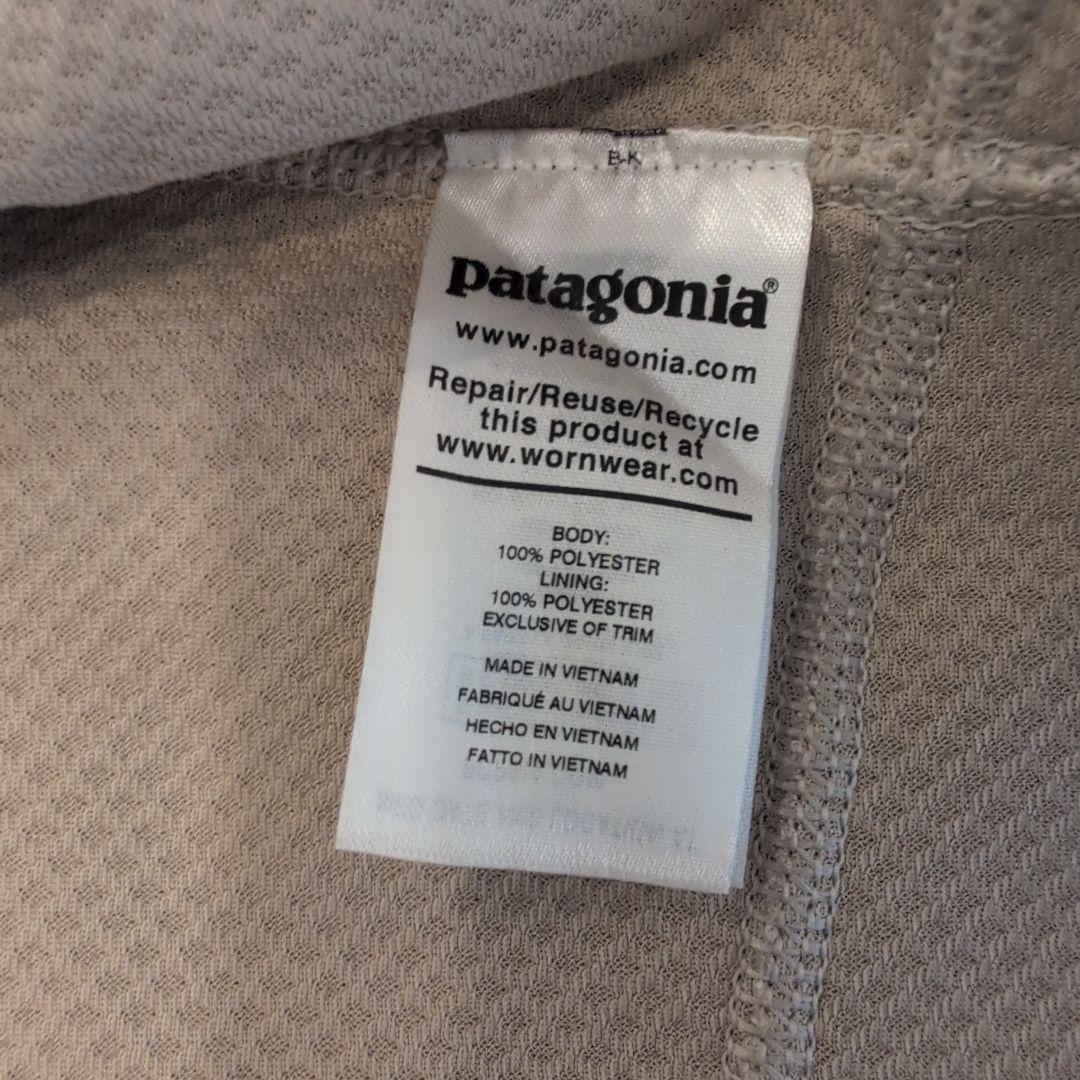 B-K
patagonia®
www.patagonia.com
Repair/Reuse/Recycle
this product at
www.wornwear.com
BODY:
100% POLYESTER
LINING:
100% POLYESTER
EXCLUSIVE OF TRIM
MADE IN VIETNAM
FABRIQUÉ AU VIETNAM
HECHO EN VIETNAM
FATTO IN VIETNAM